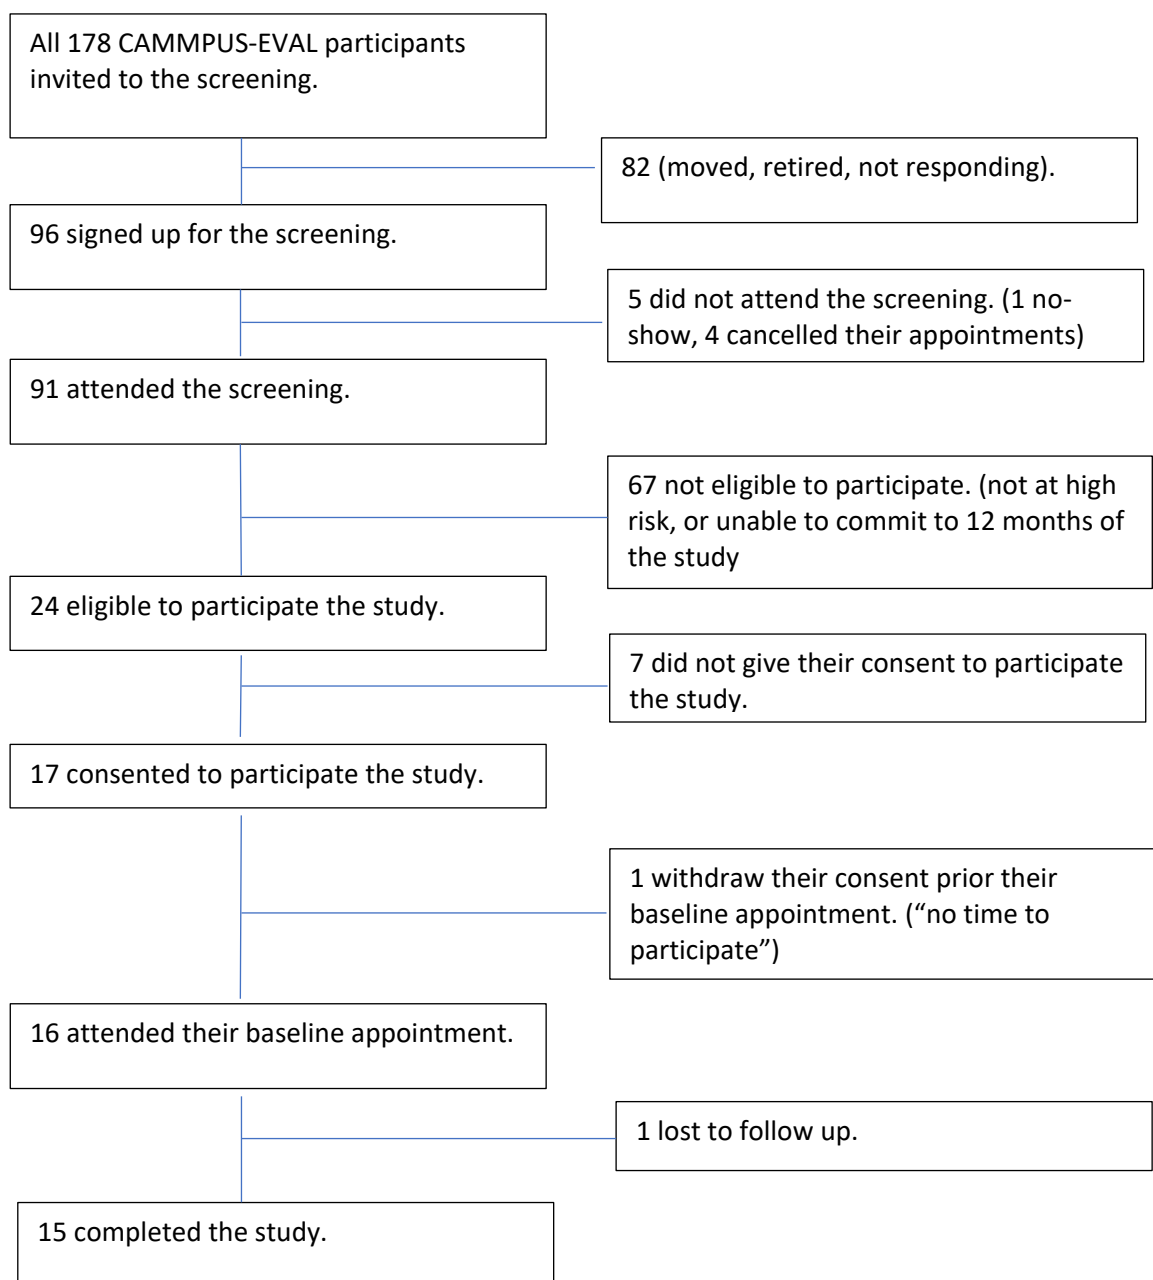 All 178 CAMMPUS-EVAL participants
invited to the screening.
82 (moved, retired, not responding).
96 signed up for the screening.
5 did not attend the screening. (1 no-
show, 4 cancelled their appointments)
91 attended the screening.
67 not eligible to participate. (not at high
risk, or unable to commit to 12 months of
the study
24 eligible to participate the study.
7 did not give their consent to participate
the study.
17 consented to participate the study.
1 withdraw their consent prior their
baseline appointment. (“no time to
participate”)
16 attended their baseline appointment.
1 lost to follow up.
15 completed the study.